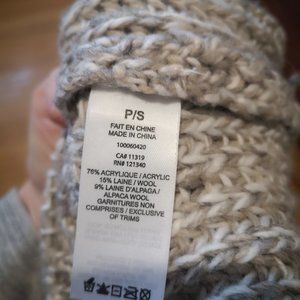 P/S
FAIT EN CHINE
MADE IN CHINA
100060420
CA# 11319
RN# 121340
76% ACRYLIQUE / ACRYLIC
15% LAINE / WOOL
9% LAINE D'ALPAGA /
ALPACA WOOL
GARNITURES NON
COMPRISES / EXCLUSIVE
OF TRIMS